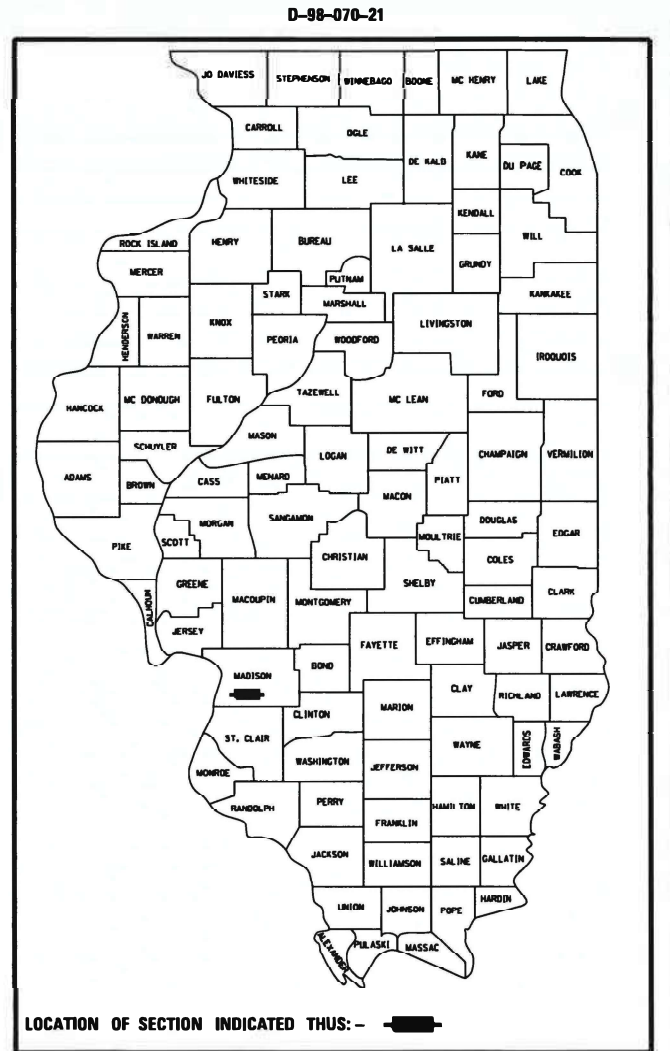 D-98-070-21
JO DAVIESS STEPHENSON WINNEBAGO BOONE MC HENRY LAKE
CARROLL OGLE DE KALB KANE DU PAGE COOK
WHITESIDE LEE
KENDALL WILL
ROCK ISLAND HENRY BUREAU LA SALLE
MERCER PUTNAM GRUNDY
STARK MARSHALL KANKAKEE
HENDERSON WARREN KNOX PEORIA WOODFORD LIVINGSTON
IROQUOIS
HANCOCK MC DONOUGH FULTON TAZEWELL MC LEAN FORD
MASON
SCHUYLER LOGAN DE WITT CHAMPAIGN VERMILION
ADAMS BROWN CASS MENARD PIATT
MACON
MORGAN SANGAMON DOUGLAS
PIKE SCOTT CHRISTIAN MOULTRIE COLES EDGAR
GREENE MACOUPIN MONTGOMERY SHELBY CUMBERLAND CLARK
CALHOUN
JERSEY FAYETTE EFFINGHAM JASPER CRAWFORD
MADISON BOND
CLAY RICHLAND LAWRENCE
CLINTON MARION
ST. CLAIR WAYNE EDWARDS WABASH
MONROE WASHINGTON JEFFERSON
RANDOLPH PERRY HAMILTON WHITE
FRANKLIN
JACKSON WILLIAMSON SALINE GALLATIN
UNION JOHNSON POPE HARDIN
ALEXANDER PULASKI MASSAC
LOCATION OF SECTION INDICATED THUS: -